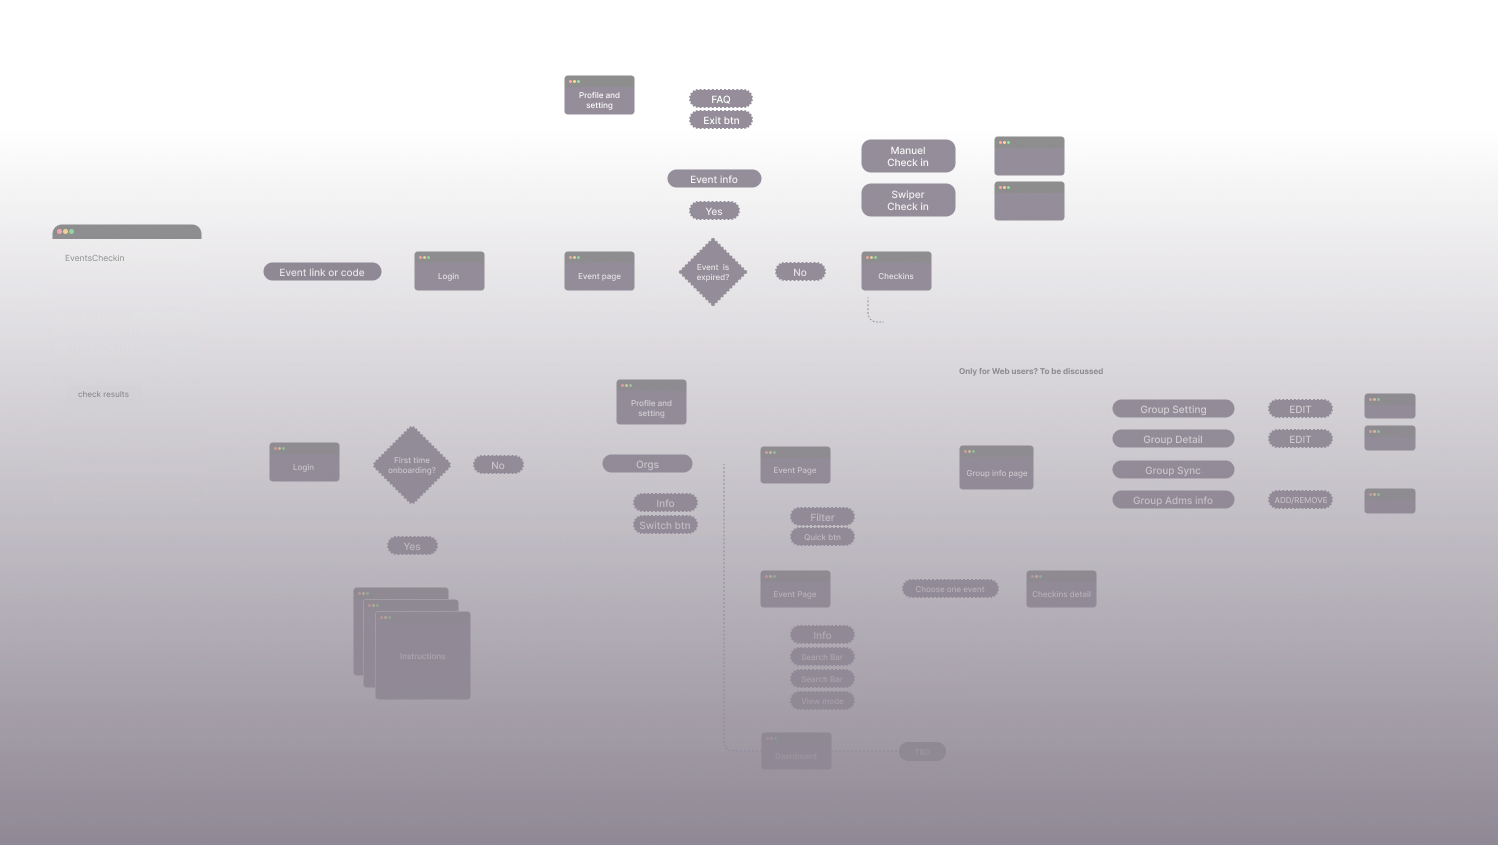 Profile and
setting
FAQ
Exit btn
Manuel
Check in
Event info
Swiper
Check in
Yes
EventsCheckin
Event link or code
Login
Event page
Event is
expired?
No
Checkins
Only for Web users? To be discussed
check results
Profile and
setting
Group Setting
EDIT
Group Detail
EDIT
Login
First time
onboarding?
No
Orgs
Event Page
Group info page
Group Sync
Info
Switch btn
Group Adms info
ADD/REMOVE
Filter
Quick btn
Yes
Event Page
Choose one event
Checkins detail
Instructions
Info
Search Bar
Search Bar
View mode
Dashboard